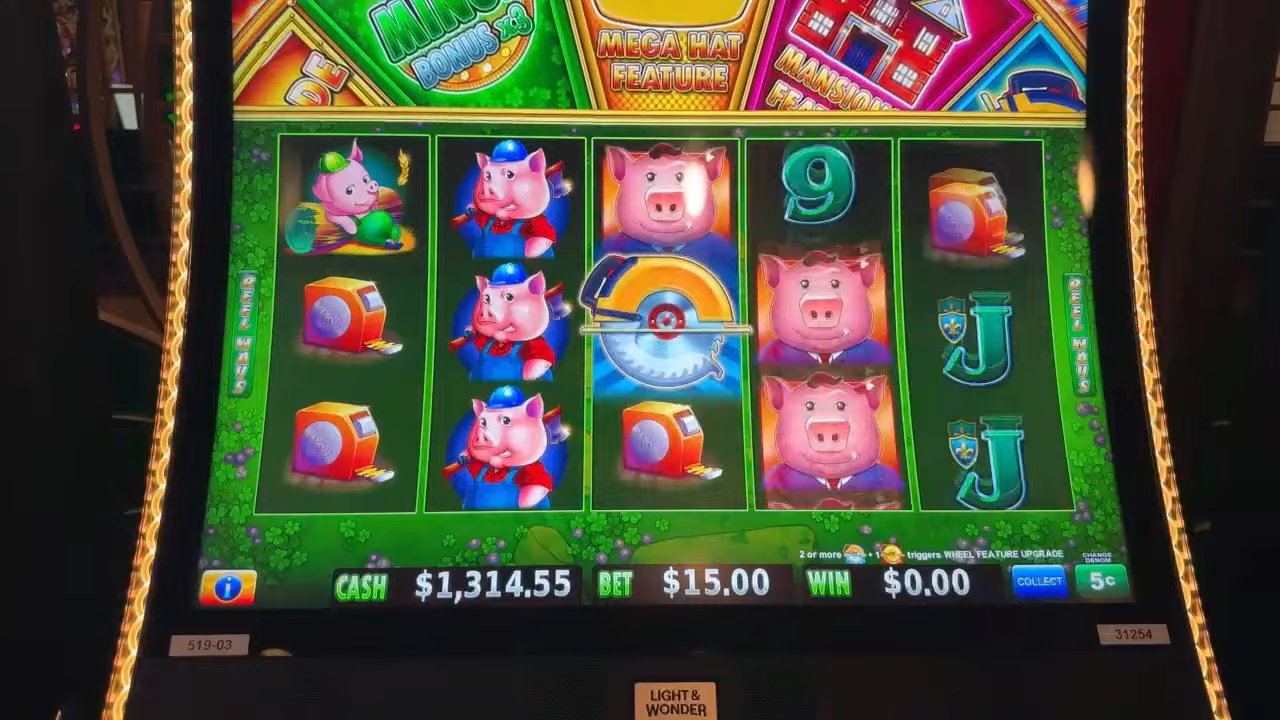 MINOR
BONUS X3
MEGA HAT
FEATURE
MANSION
9
REEL WAYS
REEL WAYS
J
J
2 or more + 1 triggers WHEEL FEATURE UPGRADE
CHANGE
DENOM
i
CASH $1,314.55
BET $15.00
WIN $0.00
COLLECT
5¢
519-03
31254
LIGHT &
WONDER